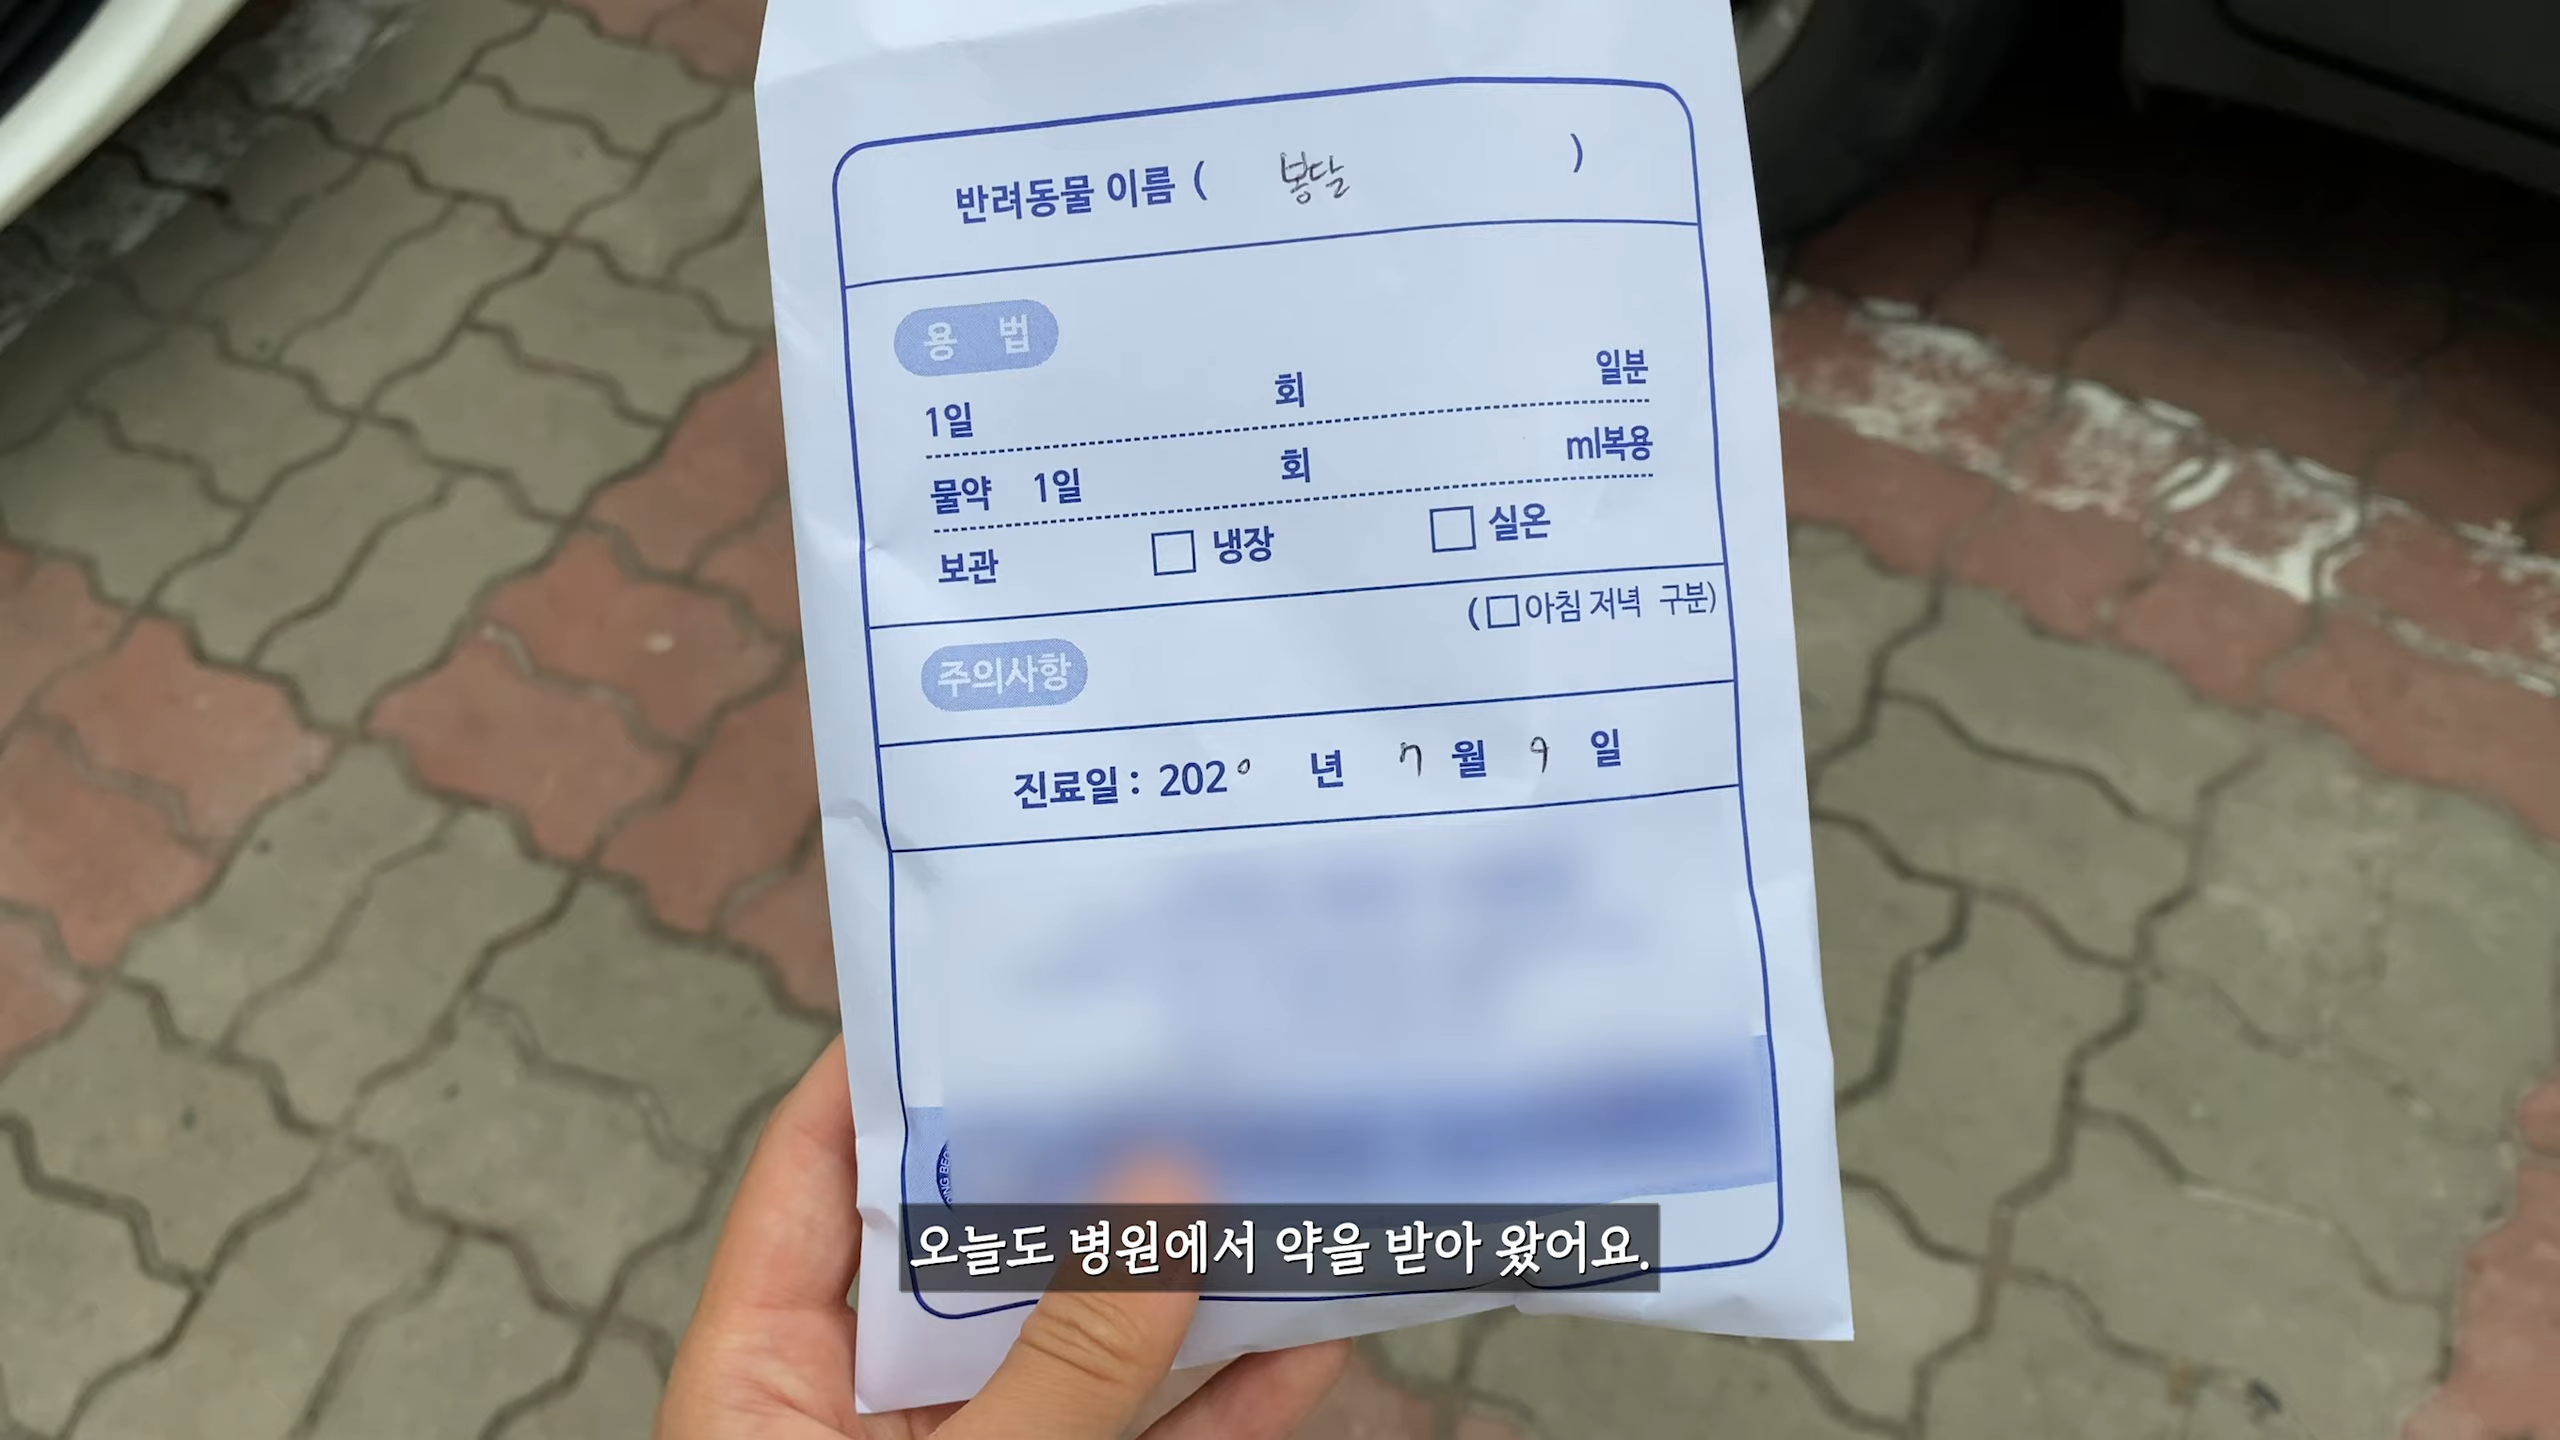 반려동물 이름 ( 봉달 )
용 법
1일 회 일분
물약 1일 회 ml복용
보관 □ 냉장 □ 실온
(□아침 저녁 구분)
주의사항
진료일 : 2020 년 7 월 9 일
오늘도 병원에서 약을 받아 왔어요.